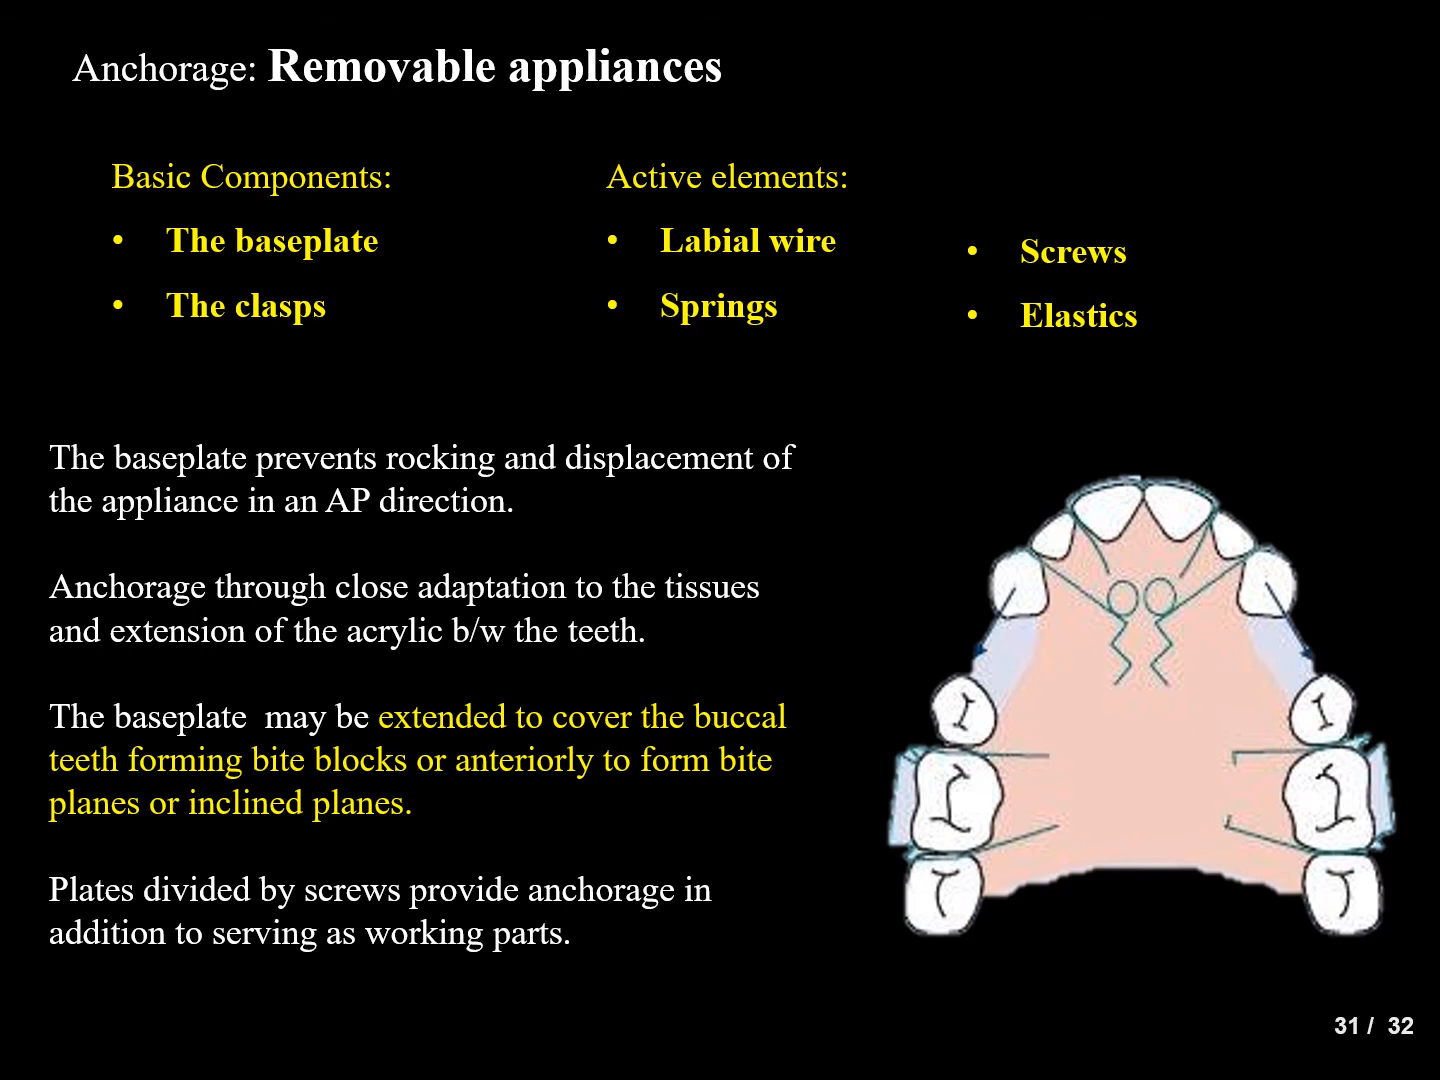 Anchorage: Removable appliances
Basic Components:
• The baseplate
• The clasps
Active elements:
• Labial wire
• Springs
• Screws
• Elastics
The baseplate prevents rocking and displacement of
the appliance in an AP direction.
Anchorage through close adaptation to the tissues
and extension of the acrylic b/w the teeth.
The baseplate  may be extended to cover the buccal
teeth forming bite blocks or anteriorly to form bite
planes or inclined planes.
Plates divided by screws provide anchorage in
addition to serving as working parts.
31 /  32